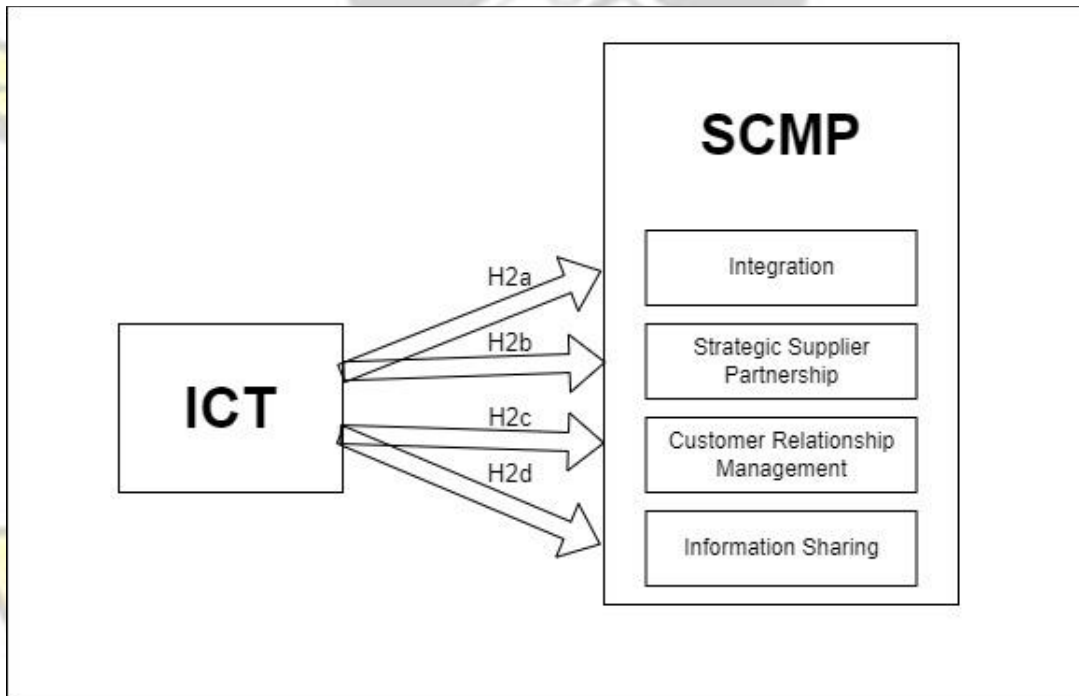 SCMP
Integration
H2a
H2b
Strategic Supplier
Partnership
ICT
H2c
Customer Relationship
Management
H2d
Information Sharing